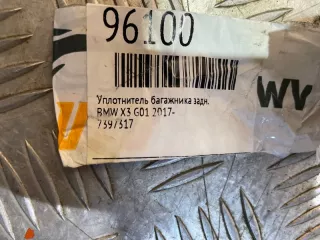 96100
Уплотнитель багажника задн.
BMW X3 G01 2017-
7397317
WV